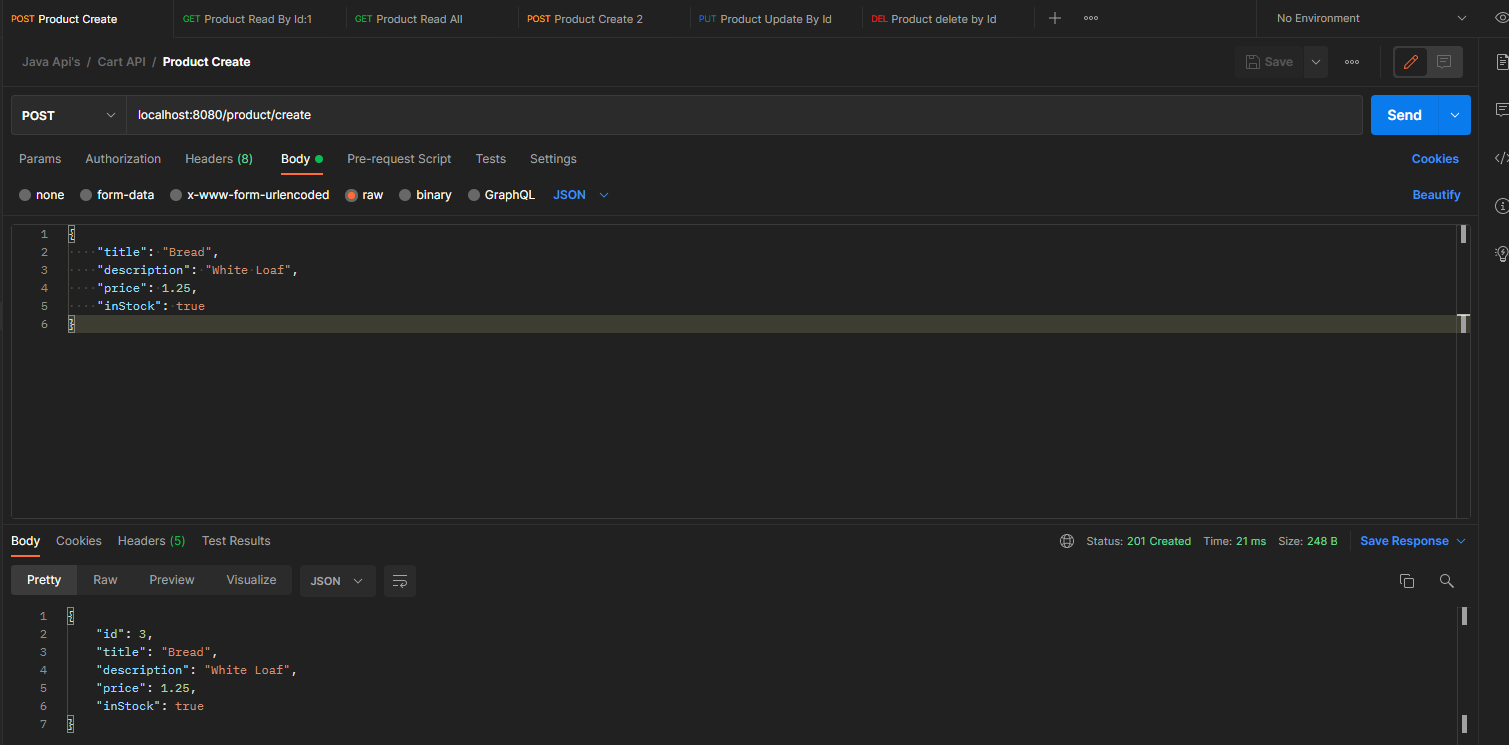 POST Product Create GET Product Read By Id:1 GET Product Read All POST Product Create 2 PUT Product Update By Id DEL Product delete by Id No Environment
Java Api's / Cart API / Product Create Save
POST localhost:8080/product/create Send
Params Authorization Headers (8) Body Pre-request Script Tests Settings Cookies
none form-data x-www-form-urlencoded raw binary GraphQL JSON Beautify
1 {
2 "title": "Bread",
3 "description": "White Loaf",
4 "price": 1.25,
5 "inStock": true
6 }
Body Cookies Headers (5) Test Results Status: 201 Created Time: 21 ms Size: 248 B Save Response
Pretty Raw Preview Visualize JSON
1 {
2 "id": 3,
3 "title": "Bread",
4 "description": "White Loaf",
5 "price": 1.25,
6 "inStock": true
7 }